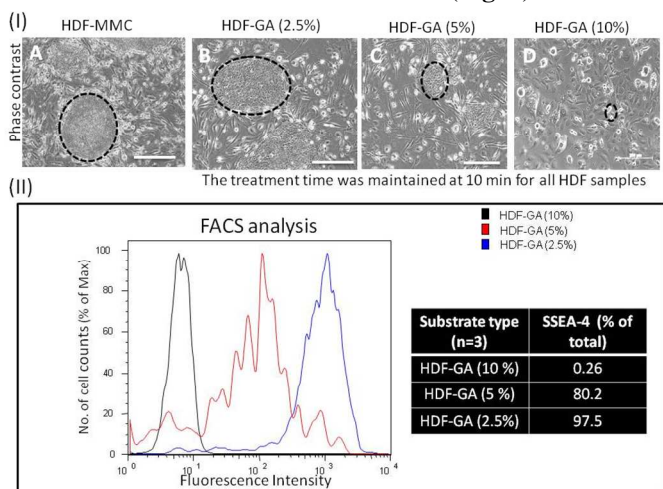 (I)
HDF-MMC
HDF-GA (2.5%)
HDF-GA (5%)
HDF-GA (10%)
Phase contrast
A
B
C
D
The treatment time was maintained at 10 min for all HDF samples
(II)
FACS analysis
HDF-GA (10%)
HDF-GA (5%)
HDF-GA (2.5%)
No. of cell counts (% of Max)
100
80
60
40
20
0
10^0
10^1
10^2
10^3
10^4
Fluorescence Intensity
Substrate type (n=3)
SSEA-4 (% of total)
HDF-GA (10 %)
0.26
HDF-GA (5 %)
80.2
HDF-GA (2.5%)
97.5